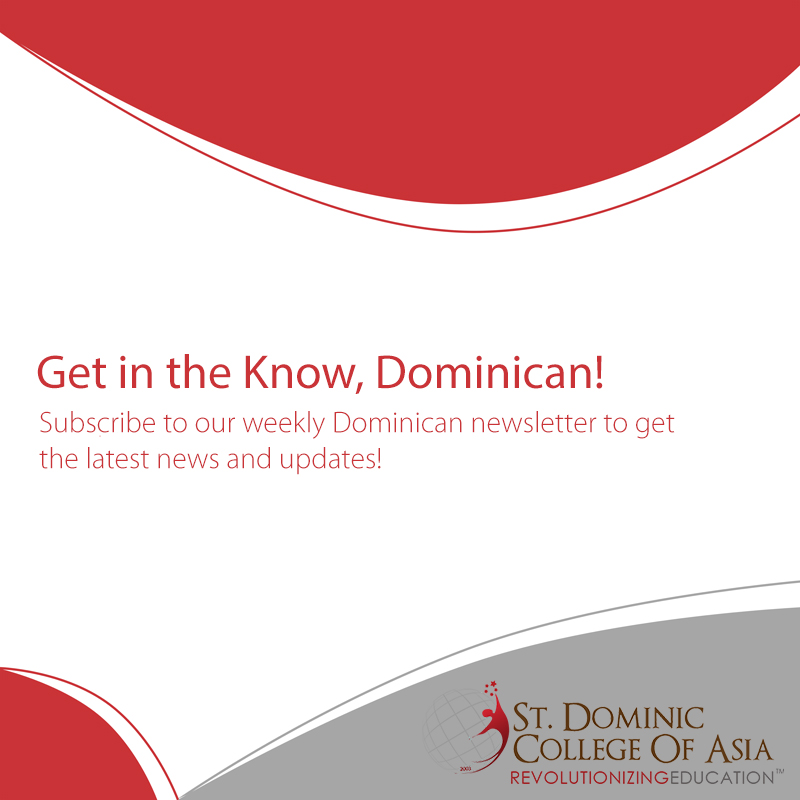 Get in the Know, Dominican!
Subscribe to our weekly Dominican newsletter to get
the latest news and updates!
2003
ST. DOMINIC
COLLEGE OF ASIA
REVOLUTIONIZINGEDUCATION™